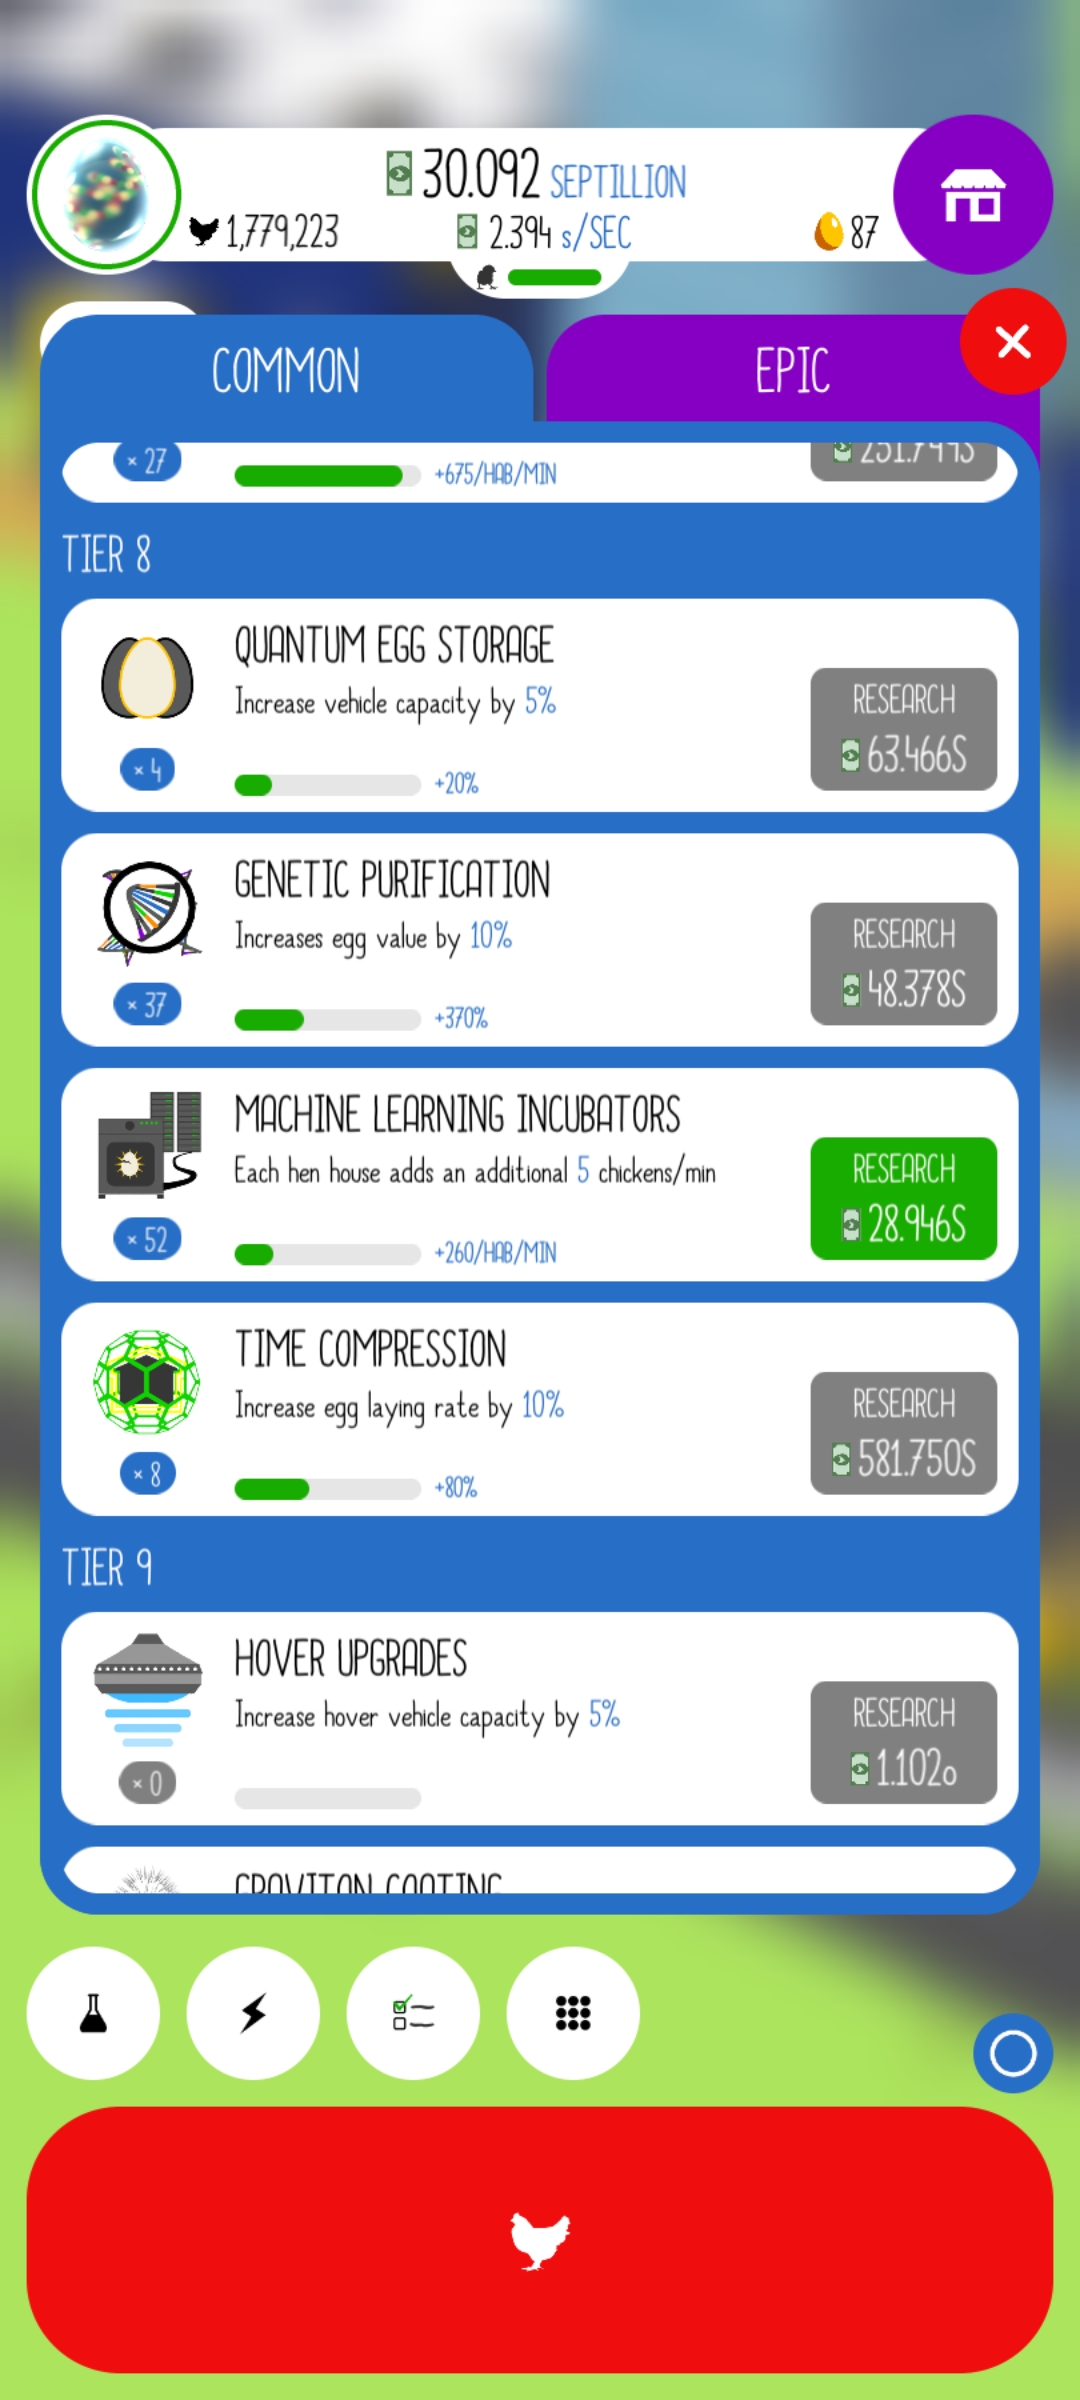 30.092 SEPTILLION
1,779,223
2.394 s/SEC
87
COMMON
EPIC
× 27
+675/HAB/MIN
TIER 8
QUANTUM EGG STORAGE
Increase vehicle capacity by 5%
× 4
+20%
RESEARCH
63.466S
GENETIC PURIFICATION
Increases egg value by 10%
× 37
+370%
RESEARCH
48.378S
MACHINE LEARNING INCUBATORS
Each hen house adds an additional 5 chickens/min
× 52
+260/HAB/MIN
RESEARCH
28.946S
TIME COMPRESSION
Increase egg laying rate by 10%
× 8
+80%
RESEARCH
581.750S
TIER 9
HOVER UPGRADES
Increase hover vehicle capacity by 5%
× 0
RESEARCH
1.102o
GRAVITON COATING